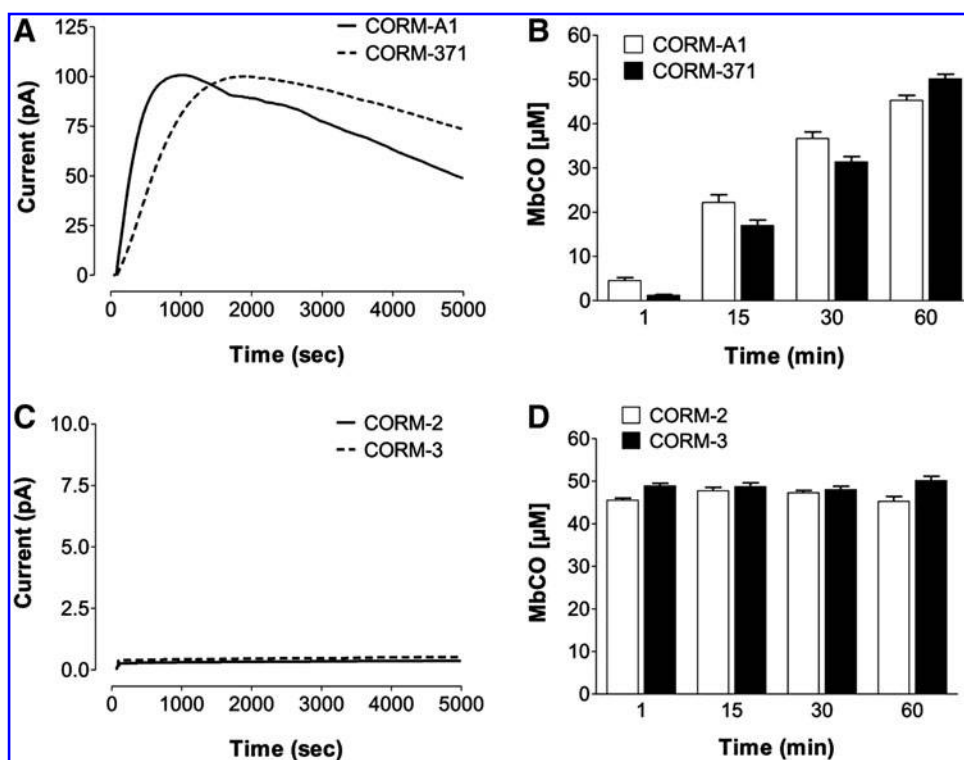 A
CORM-A1
CORM-371
125
100
75
50
25
0
Current (pA)
0 1000 2000 3000 4000 5000
Time (sec)
B
CORM-A1
CORM-371
60
50
40
30
20
10
0
MbCO [µM]
1 15 30 60
Time (min)
C
CORM-2
CORM-3
10.0
7.5
5.0
2.5
0.0
Current (pA)
0 1000 2000 3000 4000 5000
Time (sec)
D
CORM-2
CORM-3
60
50
40
30
20
10
0
MbCO [µM]
1 15 30 60
Time (min)